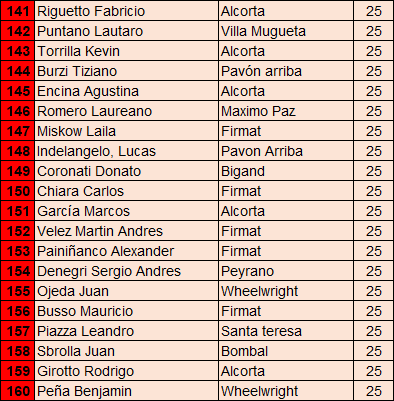 141 Riguetto Fabricio Alcorta 25
142 Puntano Lautaro Villa Mugueta 25
143 Torrilla Kevin Alcorta 25
144 Burzi Tiziano Pavón arriba 25
145 Encina Agustina Alcorta 25
146 Romero Laureano Maximo Paz 25
147 Miskow Laila Firmat 25
148 Indelangelo, Lucas Pavon Arriba 25
149 Coronati Donato Bigand 25
150 Chiara Carlos Firmat 25
151 García Marcos Alcorta 25
152 Velez Martin Andres Firmat 25
153 Painiñanco Alexander Firmat 25
154 Denegri Sergio Andres Peyrano 25
155 Ojeda Juan Wheelwright 25
156 Busso Mauricio Firmat 25
157 Piazza Leandro Santa teresa 25
158 Sbrolla Juan Bombal 25
159 Girotto Rodrigo Alcorta 25
160 Peña Benjamin Wheelwright 25